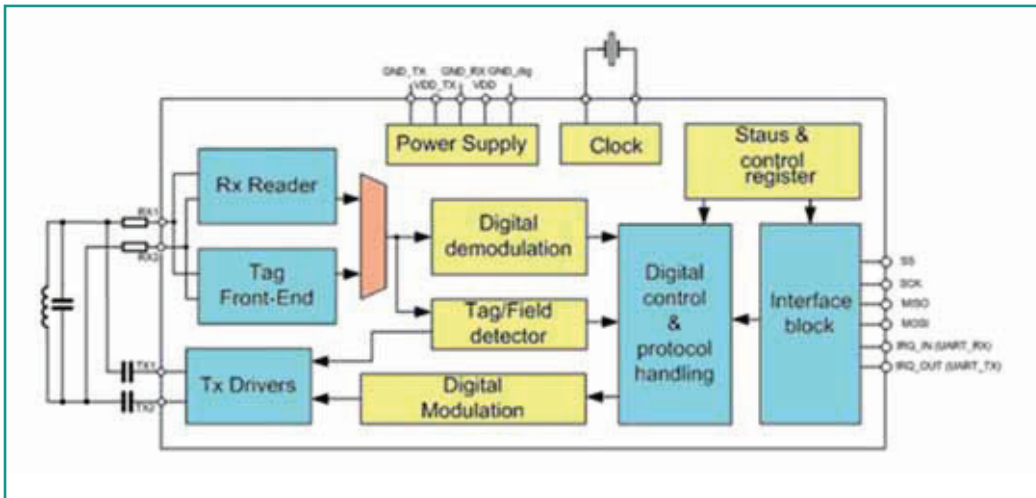 GND_TX GND_RX GND_dig
VDD_TX VDD
Power Supply
Clock
Staus &
control
register
Rx Reader
RX1
RX2
Tag
Front-End
Digital
demodulation
Tag/Field
detector
Digital
control
&
protocol
handling
Interface
block
SS
SCK
MISO
MOSI
IRQ_IN (UART_RX)
IRQ_OUT (UART_TX)
TX1
TX2
Tx Drivers
Digital
Modulation